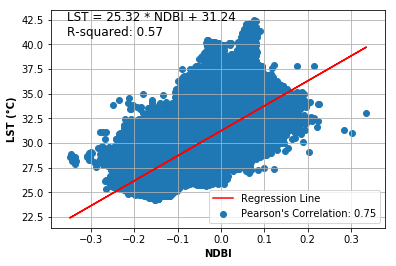 LST = 25.32 * NDBI + 31.24
R-squared: 0.57
42.5
40.0
37.5
35.0
32.5
30.0
27.5
25.0
22.5
LST (°C)
Regression Line
Pearson's Correlation: 0.75
−0.3 −0.2 −0.1 0.0 0.1 0.2 0.3
NDBI